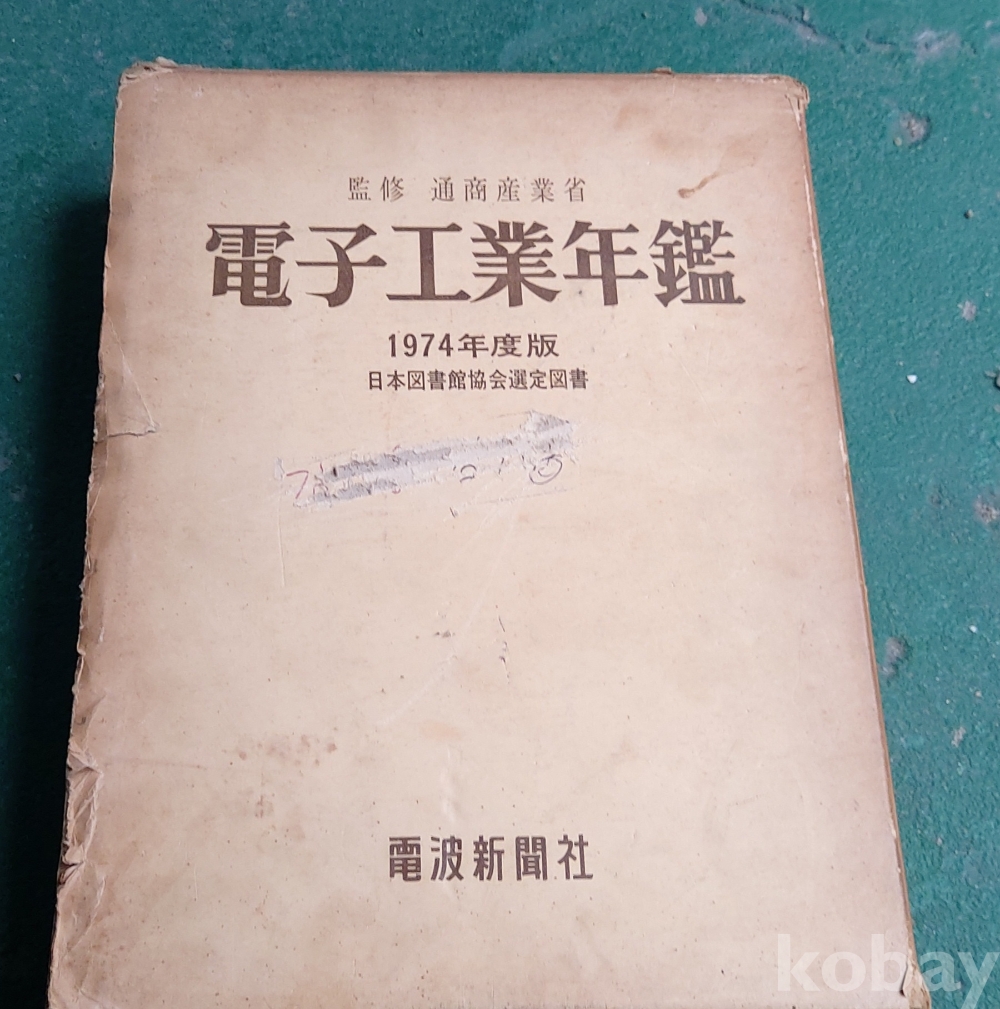 監修 通商産業省
電子工業年鑑
1974年度版
日本図書館協会選定図書
電波新聞社
kobay